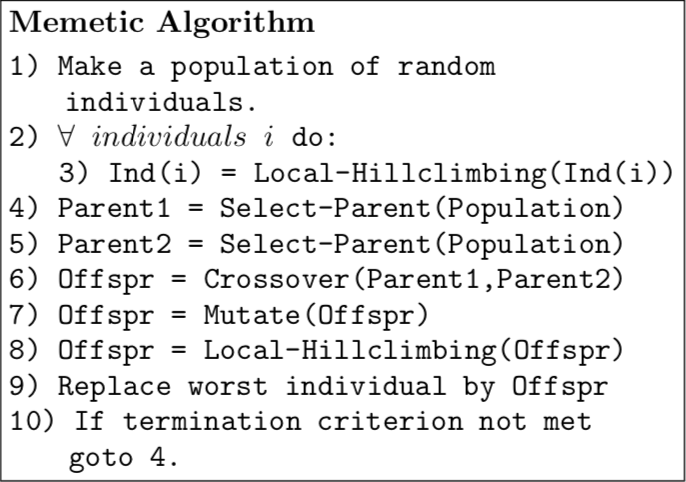 Memetic Algorithm
1) Make a population of random
individuals.
2) ∀ individuals i do:
3) Ind(i) = Local-Hillclimbing(Ind(i))
4) Parent1 = Select-Parent(Population)
5) Parent2 = Select-Parent(Population)
6) Offspr = Crossover(Parent1,Parent2)
7) Offspr = Mutate(Offspr)
8) Offspr = Local-Hillclimbing(Offspr)
9) Replace worst individual by Offspr
10) If termination criterion not met
goto 4.